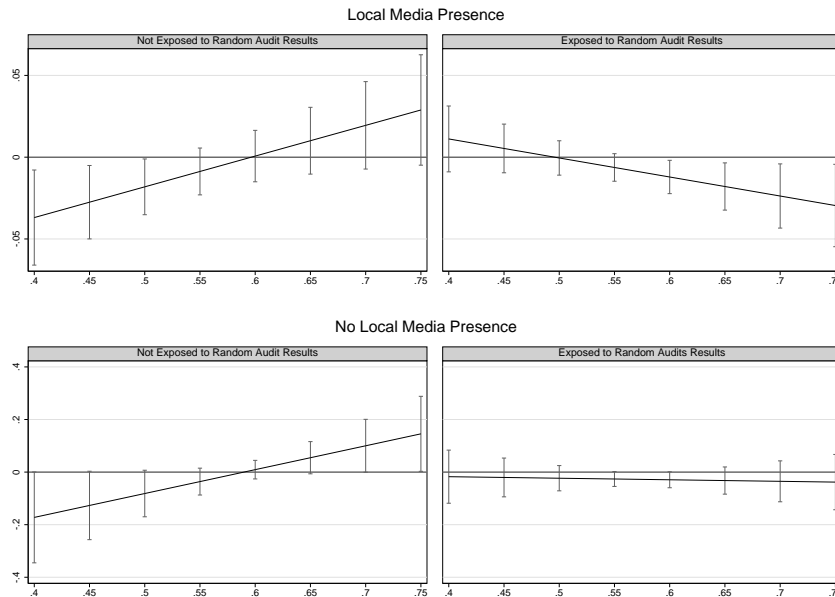 Local Media Presence
Not Exposed to Random Audit Results
Exposed to Random Audit Results
.05
0
-.05
.4 .45 .5 .55 .6 .65 .7 .75
.4 .45 .5 .55 .6 .65 .7 .7
No Local Media Presence
Not Exposed to Random Audit Results
Exposed to Random Audits Results
.4
.2
0
-.2
-.4
.4 .45 .5 .55 .6 .65 .7 .75
.4 .45 .5 .55 .6 .65 .7 .7